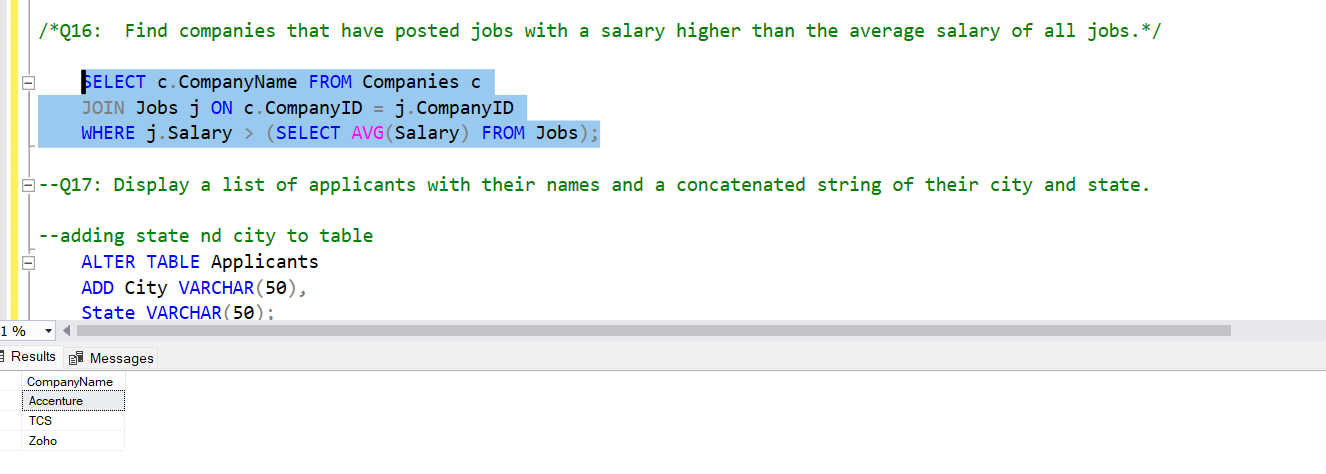 /*Q16:  Find companies that have posted jobs with a salary higher than the average salary of all jobs.*/
SELECT c.CompanyName FROM Companies c
JOIN Jobs j ON c.CompanyID = j.CompanyID
WHERE j.Salary > (SELECT AVG(Salary) FROM Jobs);
--Q17: Display a list of applicants with their names and a concatenated string of their city and state.
--adding state nd city to table
ALTER TABLE Applicants
ADD City VARCHAR(50),
State VARCHAR(50);
1 %
Results Messages
CompanyName
Accenture
TCS
Zoho